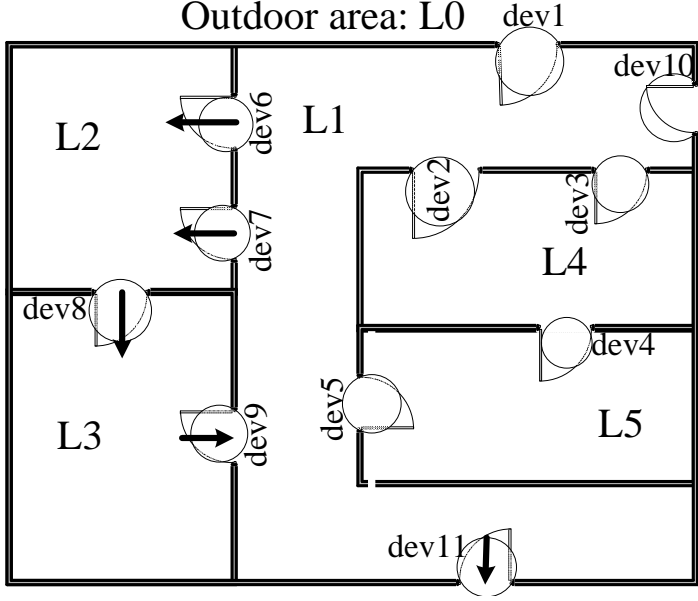 Outdoor area: L0
dev1
dev10
dev6
L1
L2
dev2
dev3
dev7
L4
dev8
dev4
dev5
dev9
L3
L5
dev11